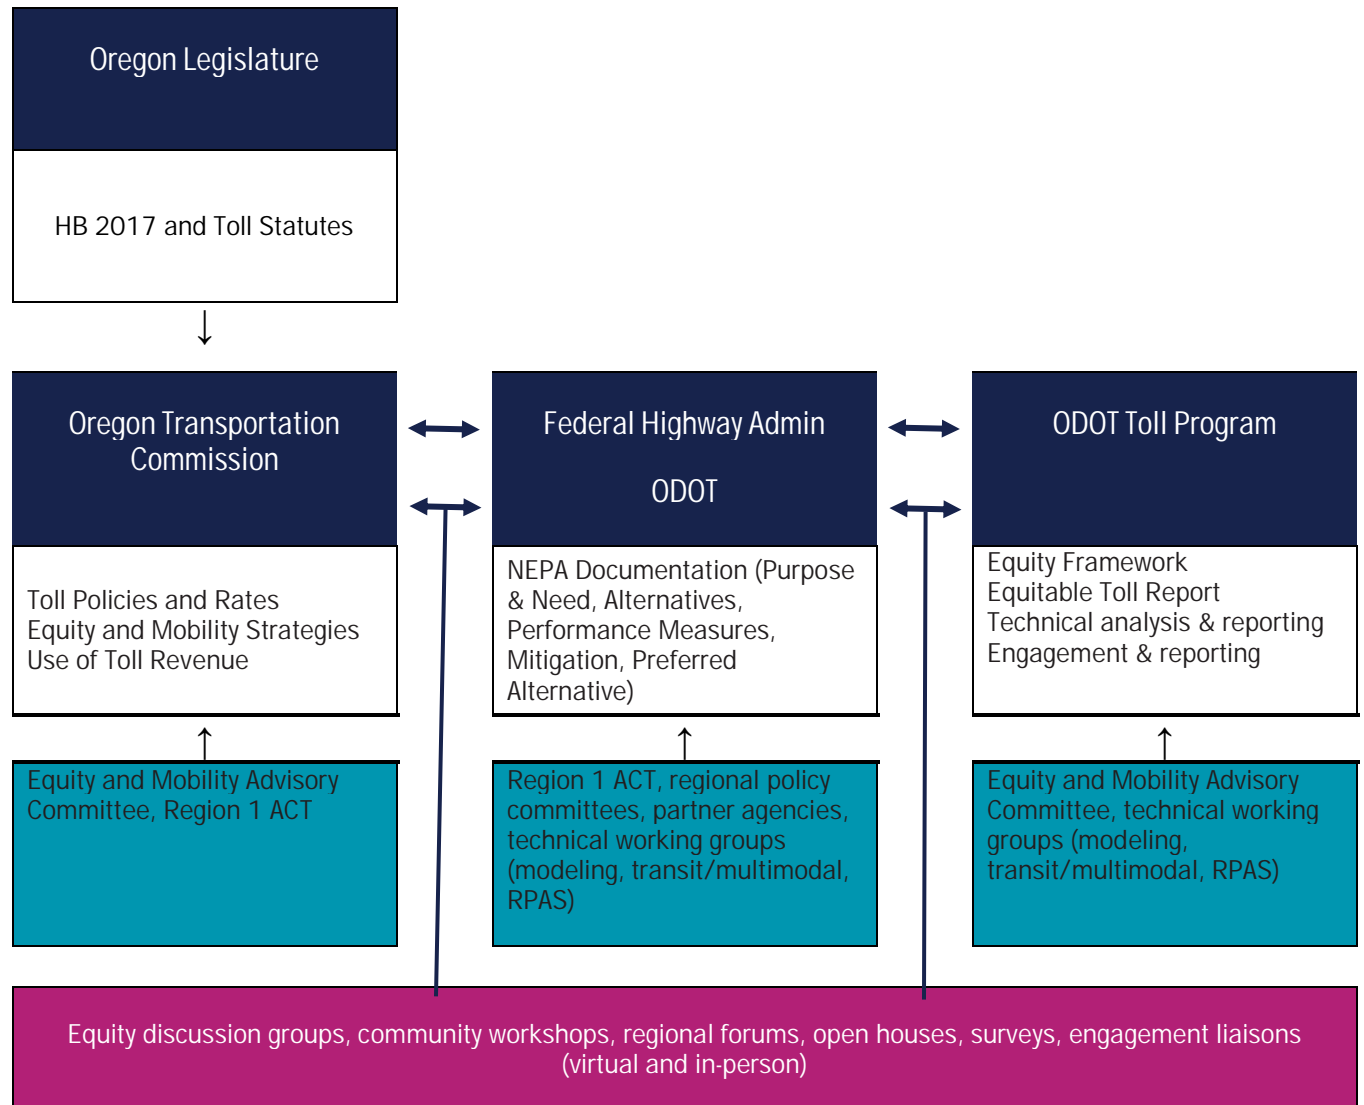 Oregon Legislature
HB 2017 and Toll Statutes
↓
Oregon Transportation
Commission
Federal Highway Admin
ODOT
ODOT Toll Program
Toll Policies and Rates
Equity and Mobility Strategies
Use of Toll Revenue
NEPA Documentation (Purpose
& Need, Alternatives,
Performance Measures,
Mitigation, Preferred
Alternative)
Equity Framework
Equitable Toll Report
Technical analysis & reporting
Engagement & reporting
↑
↑
↑
Equity and Mobility Advisory
Committee, Region 1 ACT
Region 1 ACT, regional policy
committees, partner agencies,
technical working groups
(modeling, transit/multimodal,
RPAS)
Equity and Mobility Advisory
Committee, technical working
groups (modeling,
transit/multimodal, RPAS)
Equity discussion groups, community workshops, regional forums, open houses, surveys, engagement liaisons
(virtual and in-person)